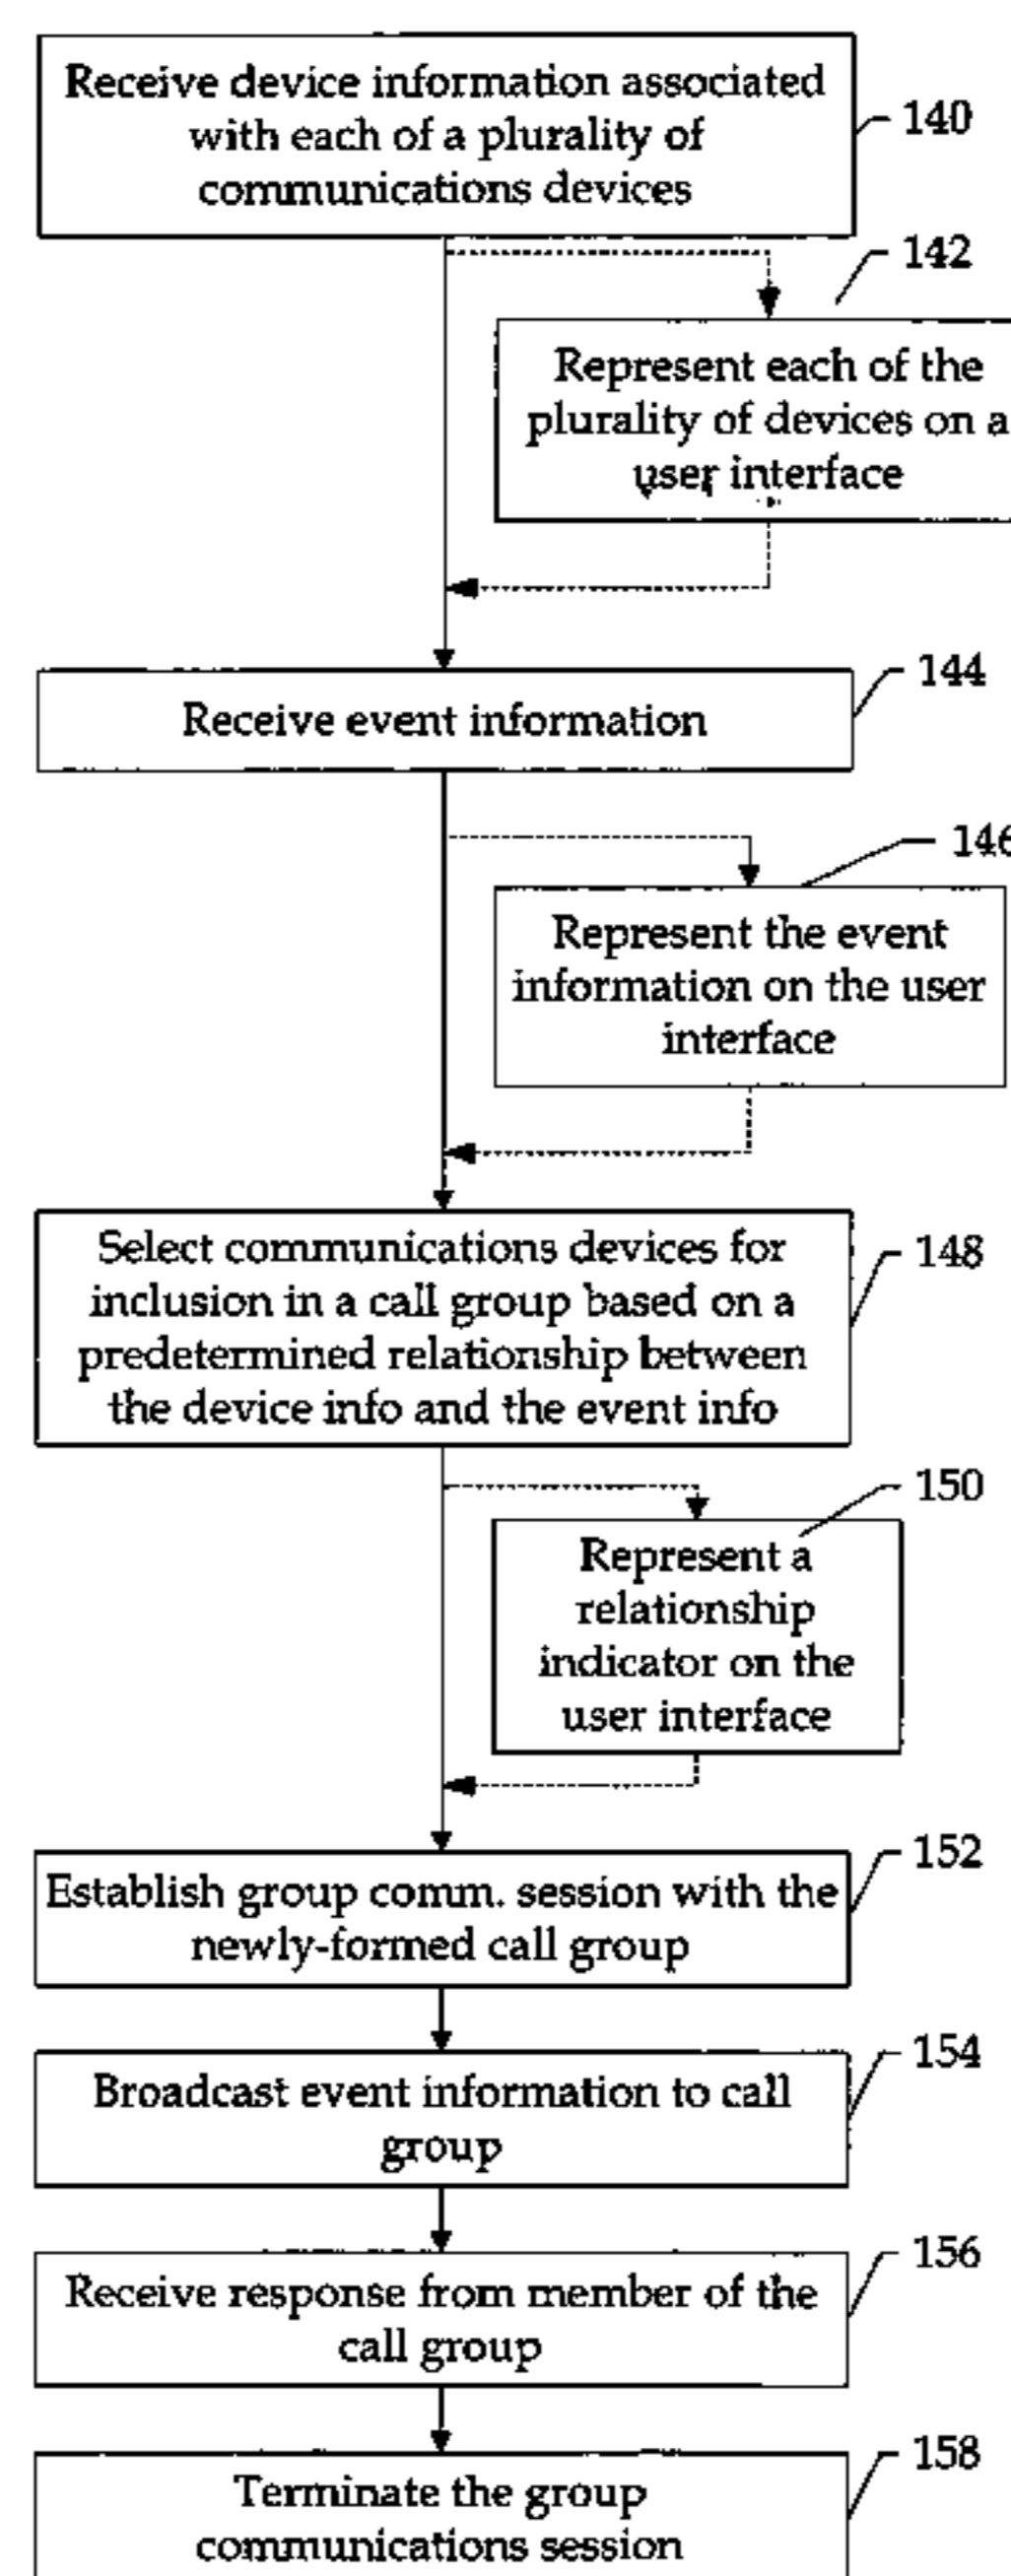 Receive device information associated
with each of a plurality of
communications devices
140
142
Represent each of the
plurality of devices on a
user interface
144
Receive event information
146
Represent the event
information on the user
interface
Select communications devices for
inclusion in a call group based on a
predetermined relationship between
the device info and the event info
148
150
Represent a
relationship
indicator on the
user interface
152
Establish group comm. session with the
newly-formed call group
154
Broadcast event information to call
group
156
Receive response from member of the
call group
158
Terminate the group
communications session